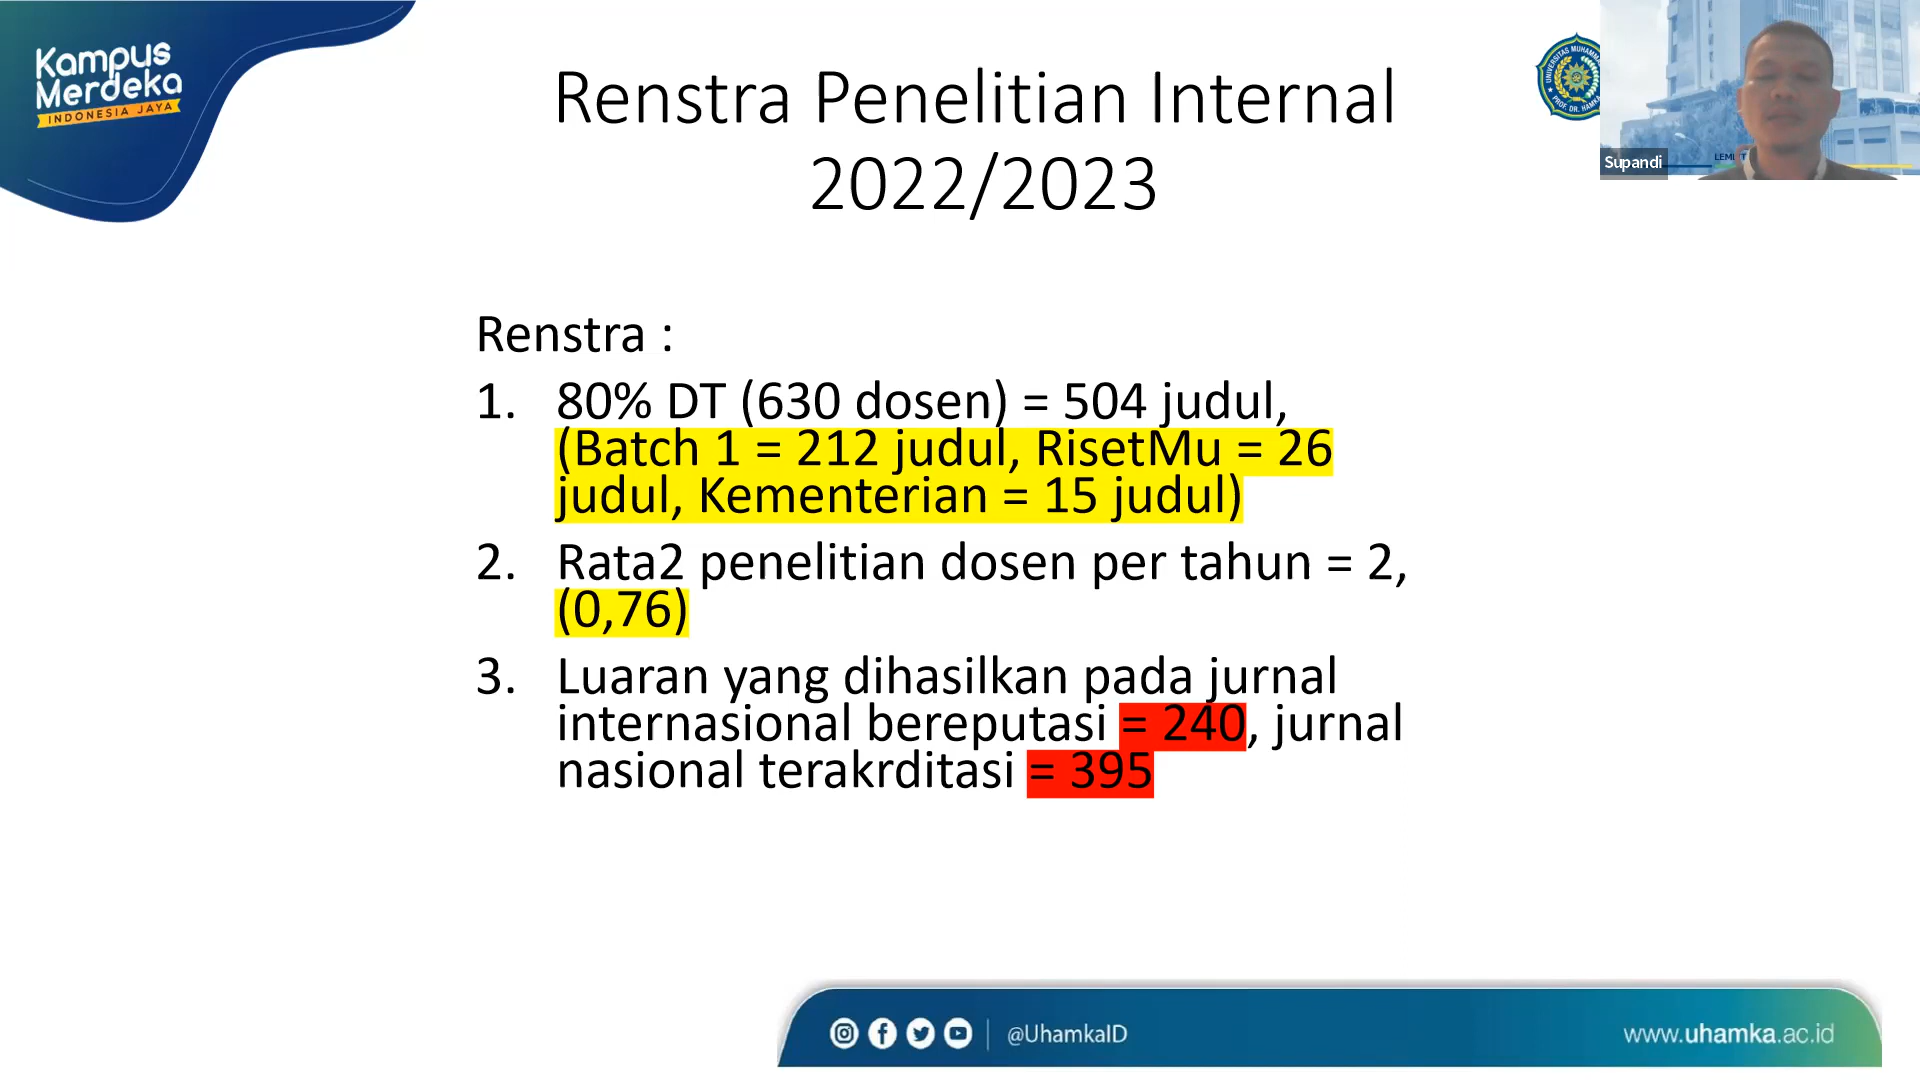 Kampus
Merdeka
INDONESIA JAYA
Renstra Penelitian Internal
2022/2023
Supandi
Renstra :
1. 80% DT (630 dosen) = 504 judul,
(Batch 1 = 212 judul, RisetMu = 26
judul, Kementerian = 15 judul)
2. Rata2 penelitian dosen per tahun = 2,
(0,76)
3. Luaran yang dihasilkan pada jurnal
internasional bereputasi = 240, jurnal
nasional terakrditasi = 395
@UhamkaID
www.uhamka.ac.id